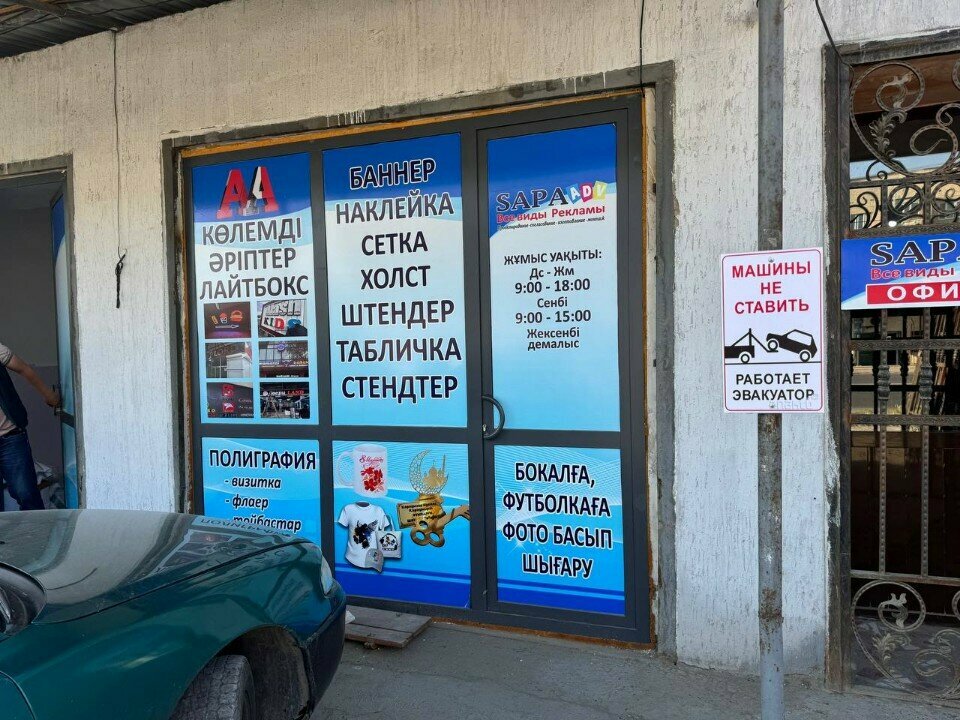 АА
КӨЛЕМДІ
ӘРІПТЕР
ЛАЙТБОКС
БАННЕР
НАКЛЕЙКА
СЕТКА
ХОЛСТ
ШТЕНДЕР
ТАБЛИЧКА
СТЕНДТЕР
SAPA ADV
Все виды Рекламы
ЖҰМЫС УАҚЫТЫ:
Дс - Жм
9:00 - 18:00
Сенбі
9:00 - 15:00
Жексенбі
демалыс
ПОЛИГРАФИЯ
- визитка
- флаер
- тойбастар
БОКАЛҒА,
ФУТБОЛКАҒА
ФОТО БАСЫП
ШЫҒАРУ
МАШИНЫ
НЕ
СТАВИТЬ
РАБОТАЕТ
ЭВАКУАТОР
SAP
Все виды
ОФИ